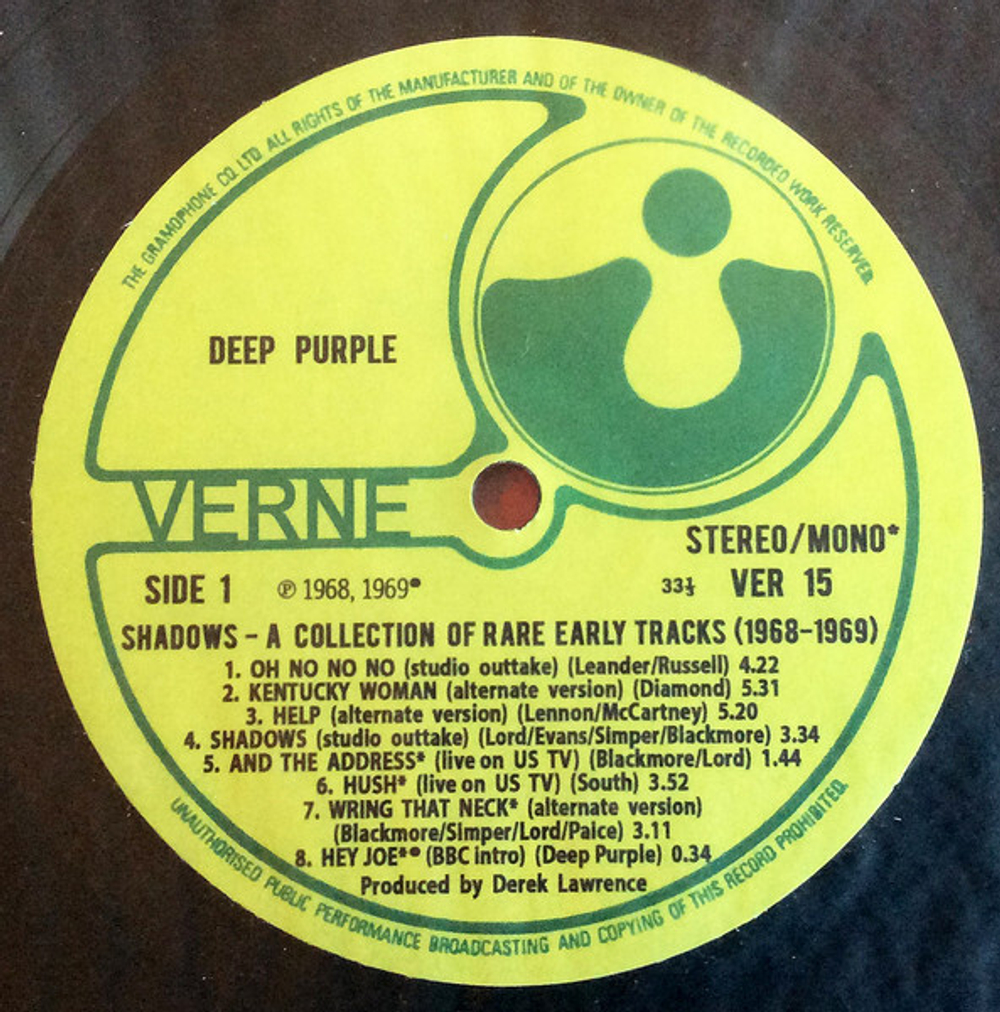 THE GRAMOPHONE CO. LTD. ALL RIGHTS OF THE MANUFACTURER AND OF THE OWNER OF THE RECORDED WORK RESERVED.
DEEP PURPLE
VERNE
STEREO/MONO*
SIDE 1 ℗ 1968, 1969• 33⅓ VER 15
SHADOWS – A COLLECTION OF RARE EARLY TRACKS (1968–1969)
1. OH NO NO NO (studio outtake) (Leander/Russell) 4.22
2. KENTUCKY WOMAN (alternate version) (Diamond) 5.31
3. HELP (alternate version) (Lennon/McCartney) 5.20
4. SHADOWS (studio outtake) (Lord/Evans/Simper/Blackmore) 3.34
5. AND THE ADDRESS* (live on US TV) (Blackmore/Lord) 1.44
6. HUSH* (live on US TV) (South) 3.52
7. WRING THAT NECK* (alternate version)
(Blackmore/Simper/Lord/Paice) 3.11
8. HEY JOE*• (BBC intro) (Deep Purple) 0.34
Produced by Derek Lawrence
UNAUTHORISED PUBLIC PERFORMANCE BROADCASTING AND COPYING OF THIS RECORD PROHIBITED.